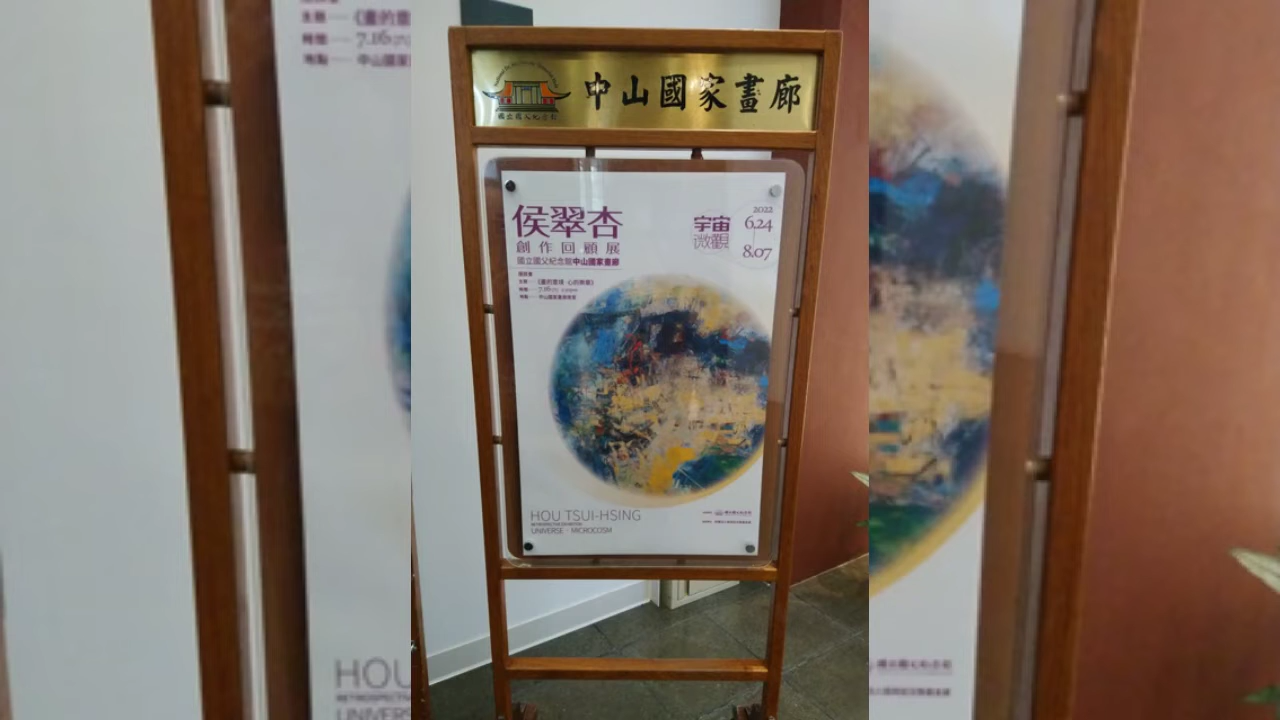 中山國家畫廊
侯翠杏
創作回顧展
國立國父紀念館中山國家畫廊
宇宙
微觀
2022
6.24
8.07
HOU TSUI-HSING
RETROSPECTIVE EXHIBITION
UNIVERSE · MICROCOSM